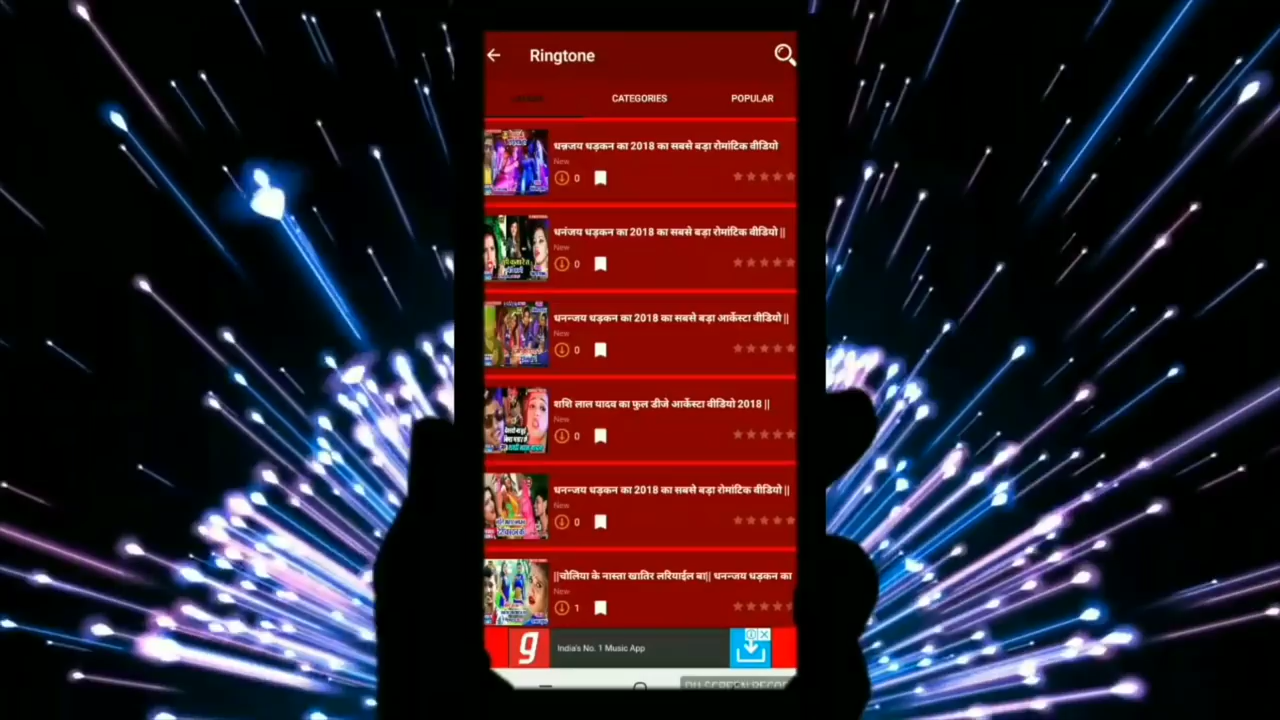 Ringtone
CATEGORIES
POPULAR
धन्नजय धड़कन का 2018 का सबसे बड़ा रोमांटिक वीडियो
New
0
धनंजय धड़कन का 2018 का सबसे बड़ा रोमांटिक वीडियो ||
New
0
धनन्जय धड़कन का 2018 का सबसे बड़ा आर्केस्टा वीडियो ||
New
0
शशि लाल यादव का फुल डीजे आर्केस्टा वीडियो 2018 ||
New
0
धनन्जय धड़कन का 2018 का सबसे बड़ा रोमांटिक वीडियो ||
New
0
||चोलिया के नास्ता खातिर लरियाईल बा|| धनन्जय धड़कन का
New
1
g
India's No. 1 Music App